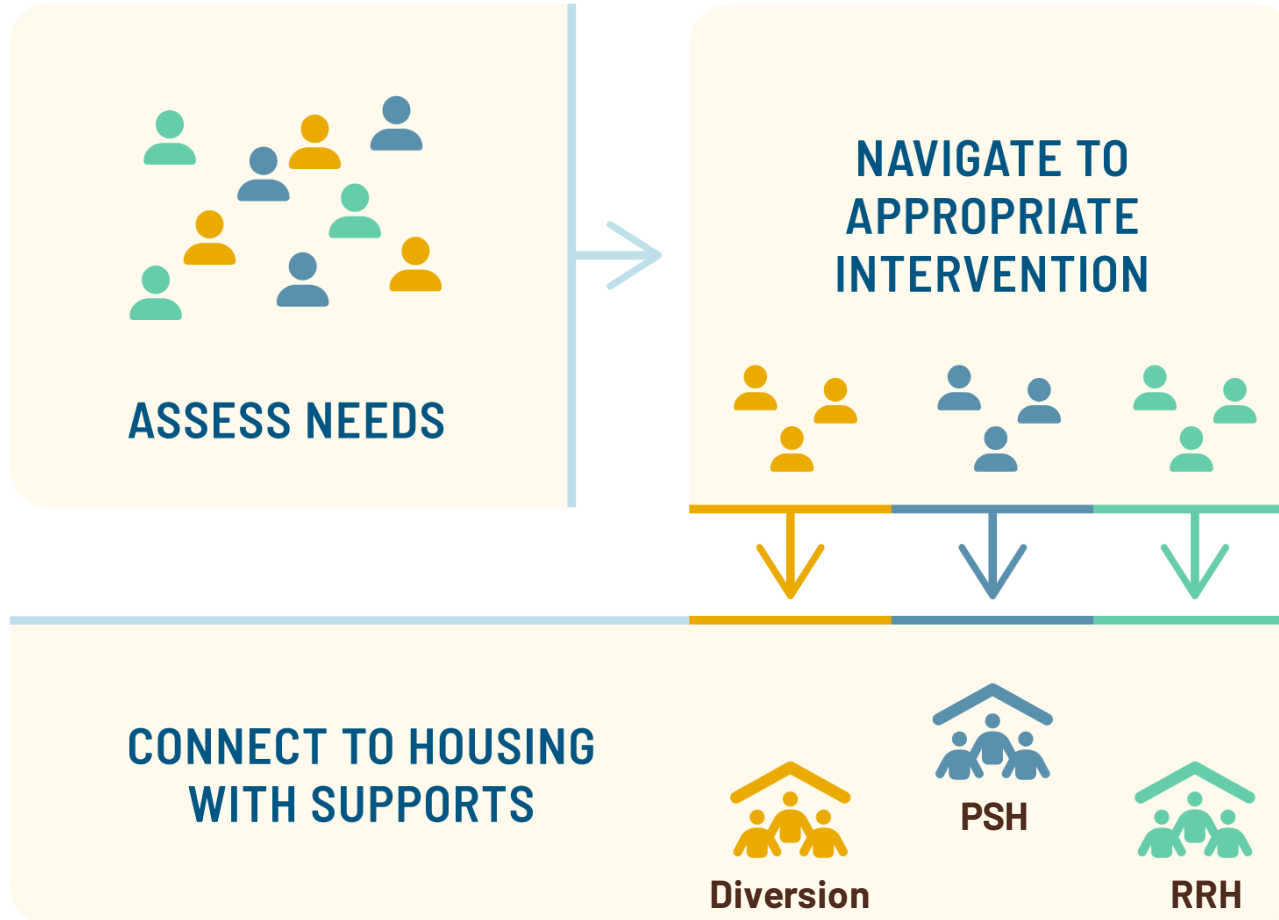 ASSESS NEEDS
NAVIGATE TO
APPROPRIATE
INTERVENTION
CONNECT TO HOUSING
WITH SUPPORTS
Diversion
PSH
RRH